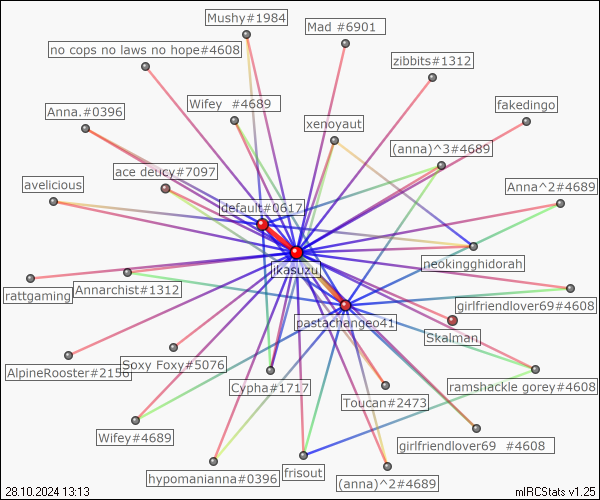 Mushy#1984
Mad #6901
no cops no laws no hope#4608
zibbits#1312
Wifey #4689
fakedingo
Anna.#0396
xenoyaut
(anna)^3#4689
ace deucy#7097
avelicious
Anna^2#4689
default#0617
neokingghidorah
ikasuzu
Annarchist#1312
rattgaming
girlfriendlover69#4608
pastachange041
Skalman
Soxy Foxy#5076
AlpineRooster#2150
Cypha#1717
ramshackle gorey#4608
Toucan#2473
Wifey#4689
girlfriendlover69 #4608
hypomanianna#0396
frisout
(anna)^2#4689
28.10.2024 13:13
mIRCStats v1.25